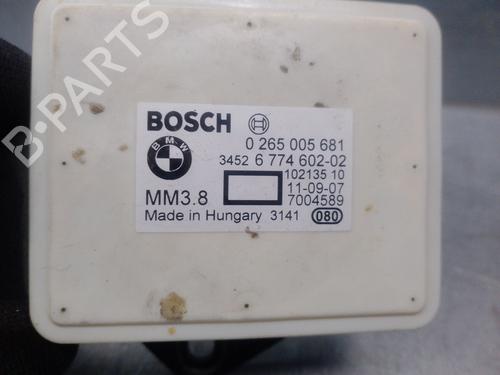 B-PARTS
BOSCH
0 265 005 681
BMW
3452 6 774 602-02
102135 10
11-09-07
MM3.8
7004589
Made in Hungary 3141
080